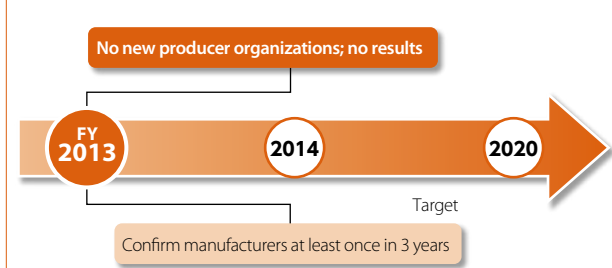 No new producer organizations; no results
FY
2013
2014
2020
Target
Confirm manufacturers at least once in 3 years